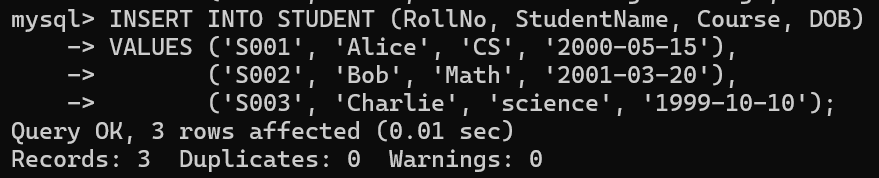 mysql> INSERT INTO STUDENT (RollNo, StudentName, Course, DOB)
    -> VALUES ('S001', 'Alice', 'CS', '2000-05-15'),
    ->        ('S002', 'Bob', 'Math', '2001-03-20'),
    ->        ('S003', 'Charlie', 'science', '1999-10-10');
Query OK, 3 rows affected (0.01 sec)
Records: 3  Duplicates: 0  Warnings: 0